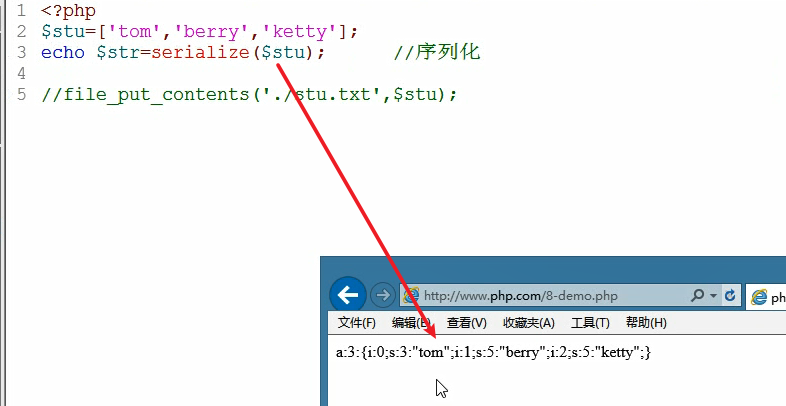 1 <?php
2 $stu=['tom','berry','ketty'];
3 echo $str=serialize($stu); //序列化
4
5 //file_put_contents('./stu.txt',$stu);
http://www.php.com/8-demo.php
ph
文件(F) 编辑(E) 查看(V) 收藏夹(A) 工具(T) 帮助(H)
a:3:{i:0;s:3:"tom";i:1;s:5:"berry";i:2;s:5:"ketty";}